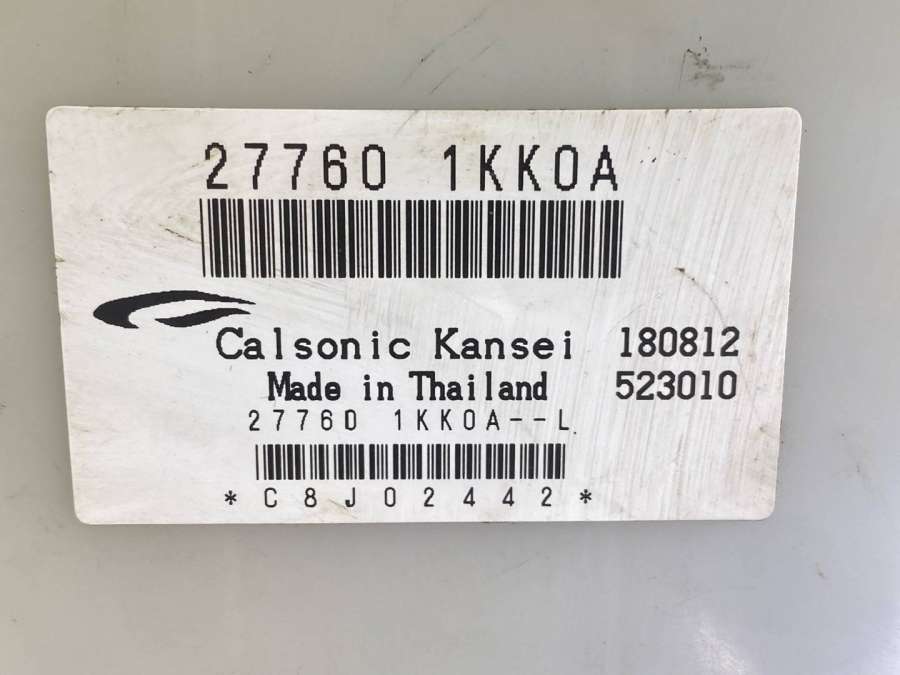 27760 1KK0A
Calsonic Kansei 180812
Made in Thailand 523010
27760 1KK0A--L
*C8J02442*